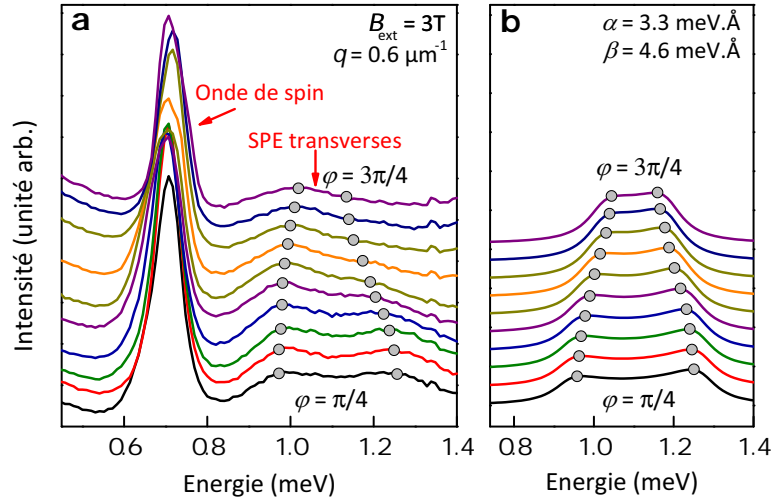 a
B_ext = 3T
q = 0.6 µm⁻¹
Onde de spin
SPE transverses
φ = 3π/4
φ = π/4
Intensité (unité arb.)
0.6 0.8 1.0 1.2 1.4
Energie (meV)
b
α = 3.3 meV.Å
β = 4.6 meV.Å
φ = 3π/4
φ = π/4
0.8 1.0 1.2 1.4
Energie (meV)